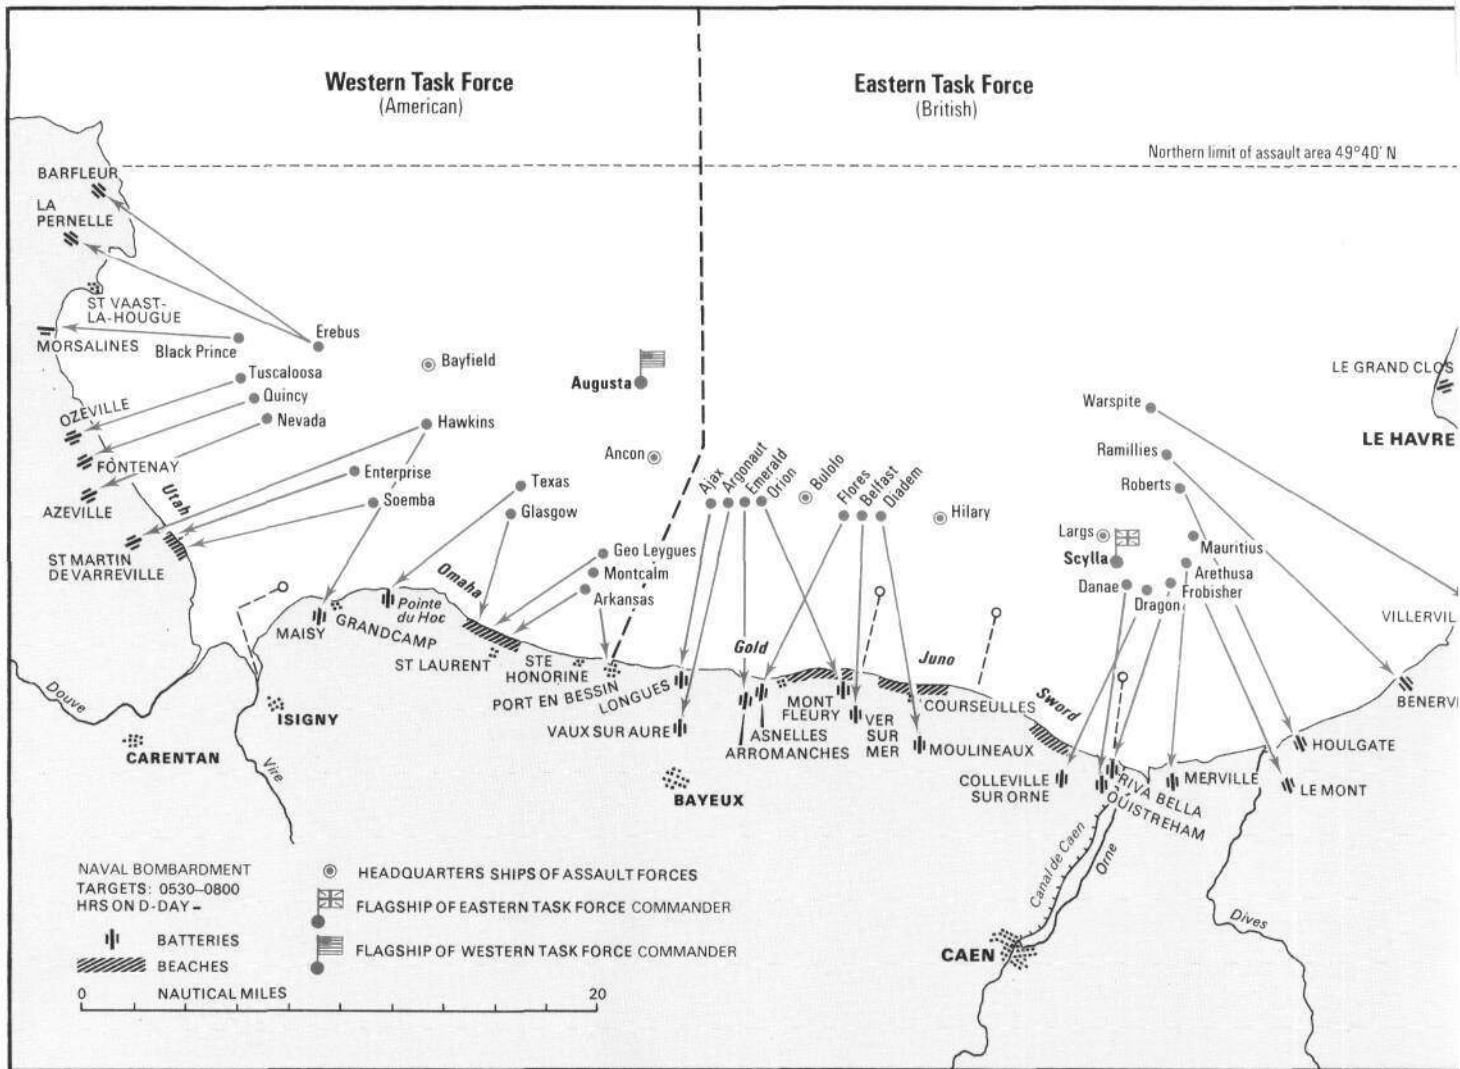 Western Task Force
(American)
Eastern Task Force
(British)
Northern limit of assault area 49°40' N
BARFLEUR
LA
PERNELLE
ST VAAST-
LA-HOUGUE
MORSALINES
Black Prince
Erebus
Bayfield
Augusta
Tuscaloosa
Quincy
Nevada
OZEVILLE
FONTENAY
AZEVILLE
Utah
ST MARTIN
DE VARREVILLE
Hawkins
Enterprise
Soemba
Texas
Glasgow
Ancon
Geo Leygues
Montcalm
Arkansas
Ajax
Argonaut
Emerald
Orion
Bulolo
Flores
Belfast
Diadem
Hilary
Warspite
Ramillies
Roberts
Largs
Scylla
Mauritius
Arethusa
Danae
Dragon
Frobisher
LE GRAND CLOS
LE HAVRE
VILLERVIL
BENERVI
HOULGATE
LE MONT
MERVILLE
RIVA BELLA
OUISTREHAM
COLLEVILLE
SUR ORNE
Sword
Juno
COURSEULLES
MOULINEAUX
VER
SUR
MER
MONT
FLEURY
Gold
ASNELLES
ARROMANCHES
VAUX SUR AURE
LONGUES
PORT EN BESSIN
STE
HONORINE
ST LAURENT
Omaha
Pointe
du Hoc
GRANDCAMP
MAISY
ISIGNY
CARENTAN
Douve
Vire
BAYEUX
Canal de Caen
Orne
CAEN
Dives
NAVAL BOMBARDMENT
TARGETS: 0530–0800
HRS ON D-DAY –
BATTERIES
BEACHES
0 NAUTICAL MILES 20
HEADQUARTERS SHIPS OF ASSAULT FORCES
FLAGSHIP OF EASTERN TASK FORCE COMMANDER
FLAGSHIP OF WESTERN TASK FORCE COMMANDER